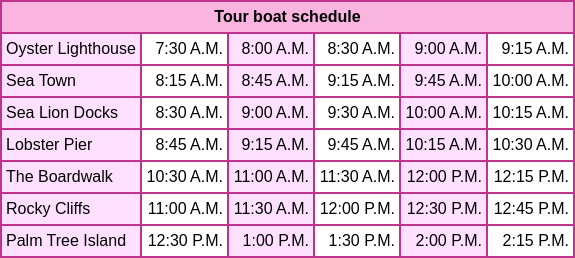 Tour boat schedule
Oyster Lighthouse 7:30 A.M. 8:00 A.M. 8:30 A.M. 9:00 A.M. 9:15 A.M.
Sea Town 8:15 A.M. 8:45 A.M. 9:15 A.M. 9:45 A.M. 10:00 A.M.
Sea Lion Docks 8:30 A.M. 9:00 A.M. 9:30 A.M. 10:00 A.M. 10:15 A.M.
Lobster Pier 8:45 A.M. 9:15 A.M. 9:45 A.M. 10:15 A.M. 10:30 A.M.
The Boardwalk 10:30 A.M. 11:00 A.M. 11:30 A.M. 12:00 P.M. 12:15 P.M.
Rocky Cliffs 11:00 A.M. 11:30 A.M. 12:00 P.M. 12:30 P.M. 12:45 P.M.
Palm Tree Island 12:30 P.M. 1:00 P.M. 1:30 P.M. 2:00 P.M. 2:15 P.M.